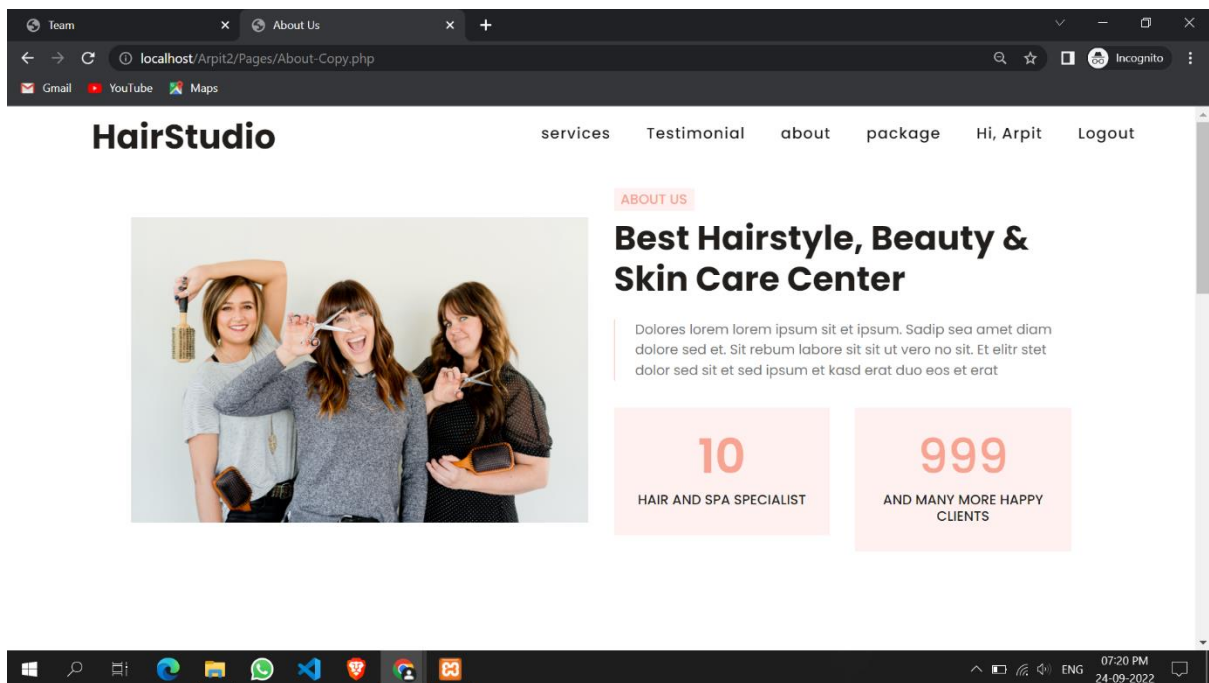 Team
About Us
localhost/Arpit2/Pages/About-Copy.php
Incognito
Gmail
YouTube
Maps
HairStudio
services Testimonial about package Hi, Arpit Logout
ABOUT US
Best Hairstyle, Beauty &
Skin Care Center
Dolores lorem lorem ipsum sit et ipsum. Sadip sea amet diam
dolore sed et. Sit rebum labore sit sit ut vero no sit. Et elitr stet
dolor sed sit et sed ipsum et kasd erat duo eos et erat
10
HAIR AND SPA SPECIALIST
999
AND MANY MORE HAPPY
CLIENTS
ENG
07:20 PM
24-09-2022